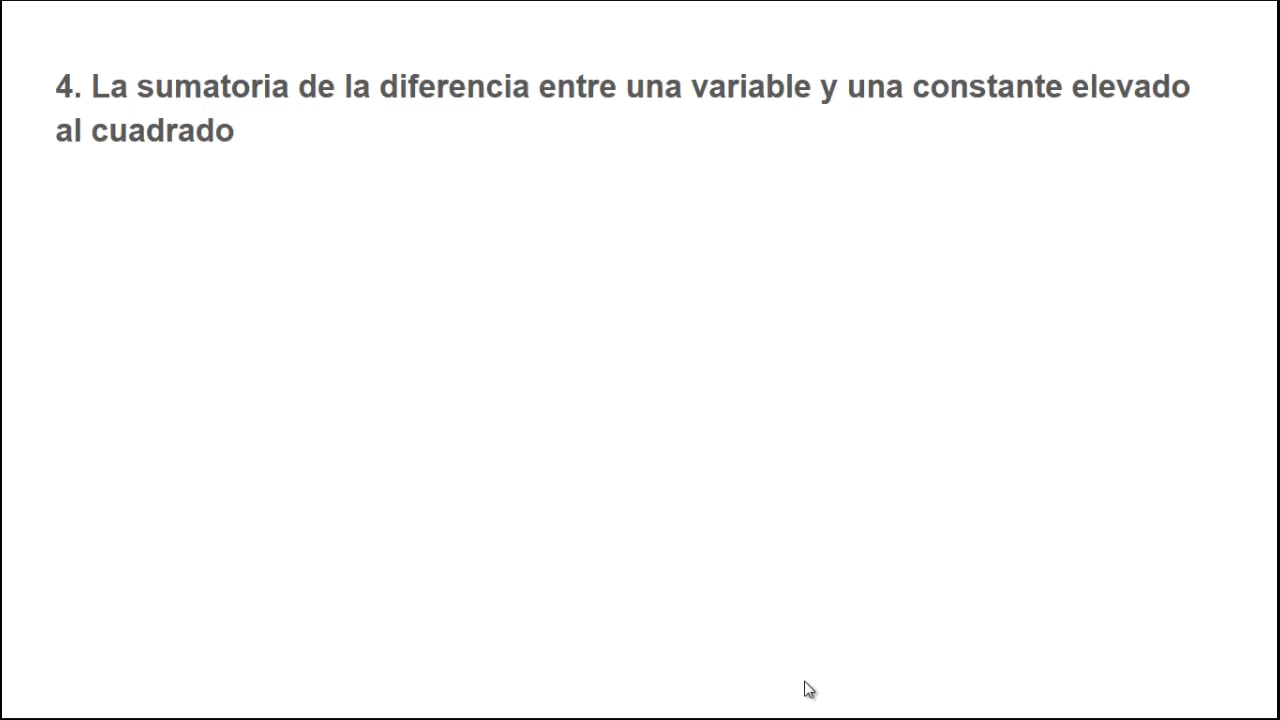 4. La sumatoria de la diferencia entre una variable y una constante elevado
al cuadrado